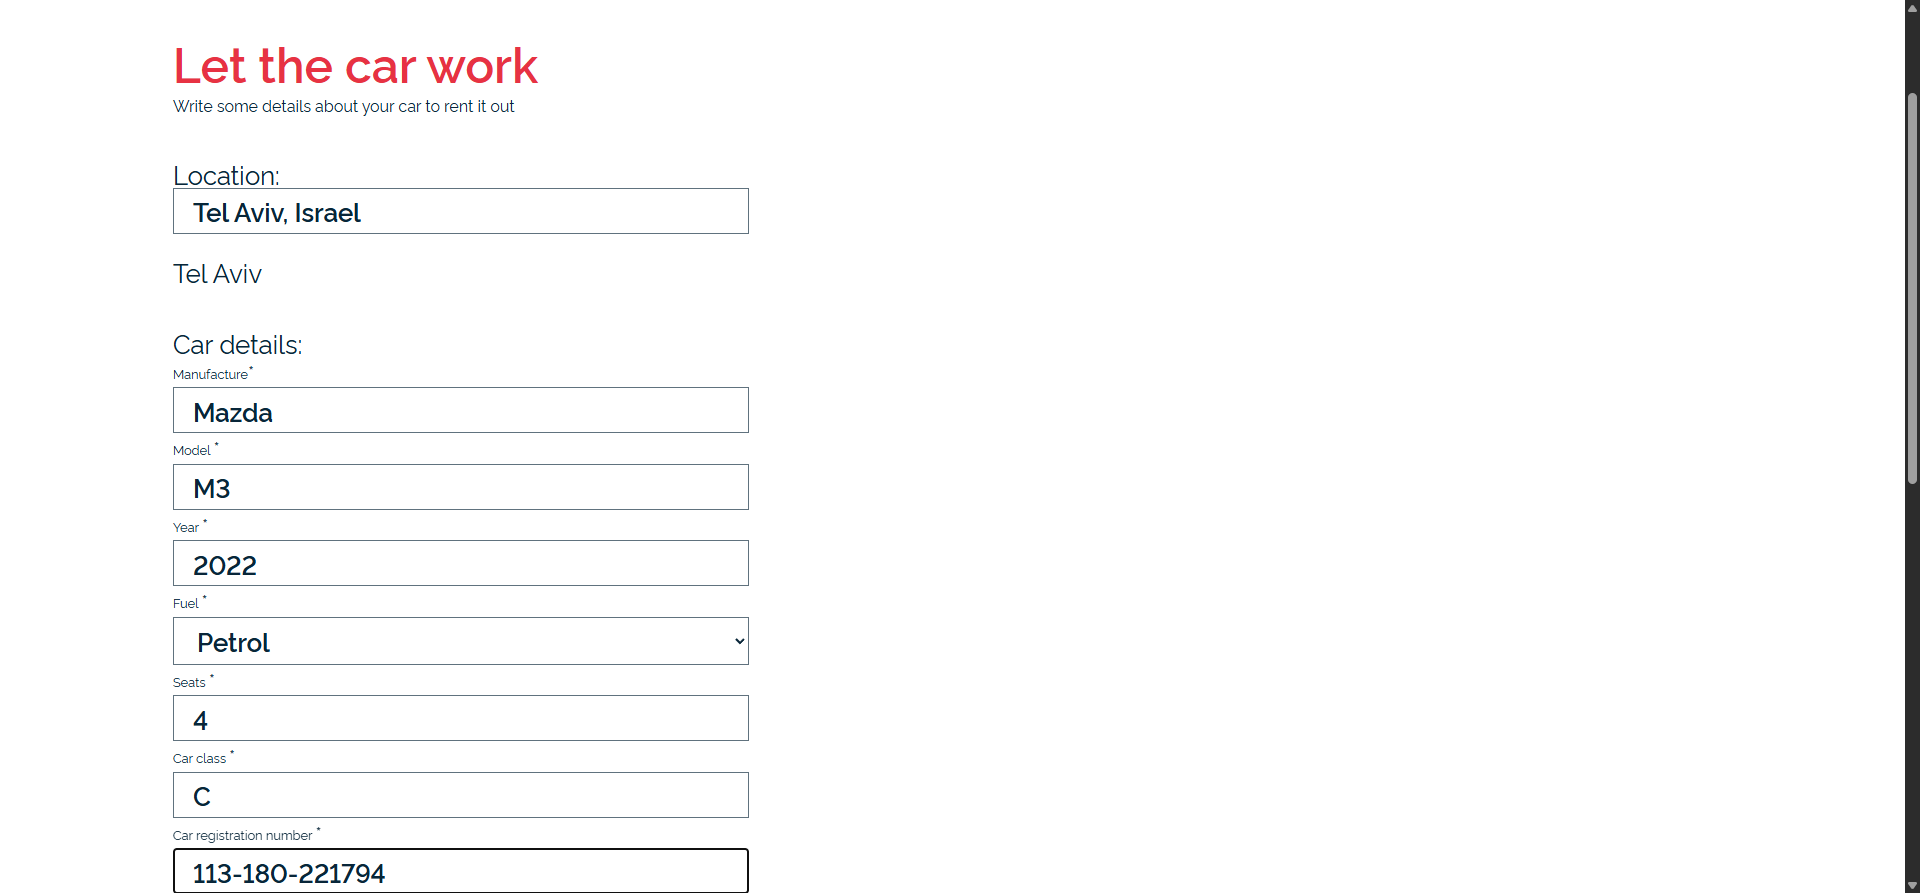 Let the car work
Write some details about your car to rent it out
Location:
Tel Aviv, Israel
Tel Aviv
Car details:
Manufacture*
Mazda
Model *
M3
Year *
2022
Fuel *
Petrol
Seats *
4
Car class *
C
Car registration number *
113-180-221794